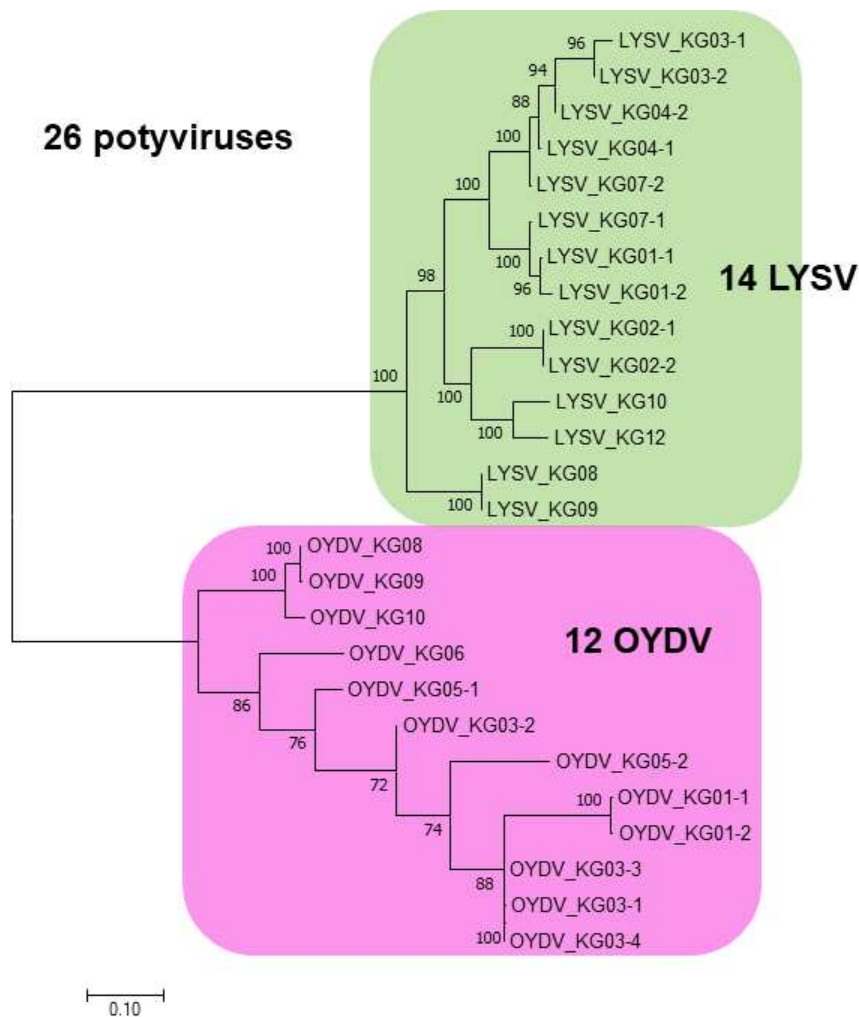 96
LYSV_KG03-1
94
LYSV_KG03-2
88
LYSV_KG04-2
26 potyviruses
100
LYSV_KG04-1
100
LYSV_KG07-2
LYSV_KG07-1
100
LYSV_KG01-1
98
96
LYSV_KG01-2
14 LYSV
100
LYSV_KG02-1
LYSV_KG02-2
100
100
LYSV_KG10
100
LYSV_KG12
LYSV_KG08
100
LYSV_KG09
100
OYDV_KG08
100
OYDV_KG09
OYDV_KG10
12 OYDV
OYDV_KG06
86
OYDV_KG05-1
76
OYDV_KG03-2
72
OYDV_KG05-2
74
100
OYDV_KG01-1
OYDV_KG01-2
88
OYDV_KG03-3
OYDV_KG03-1
100
OYDV_KG03-4
0.10